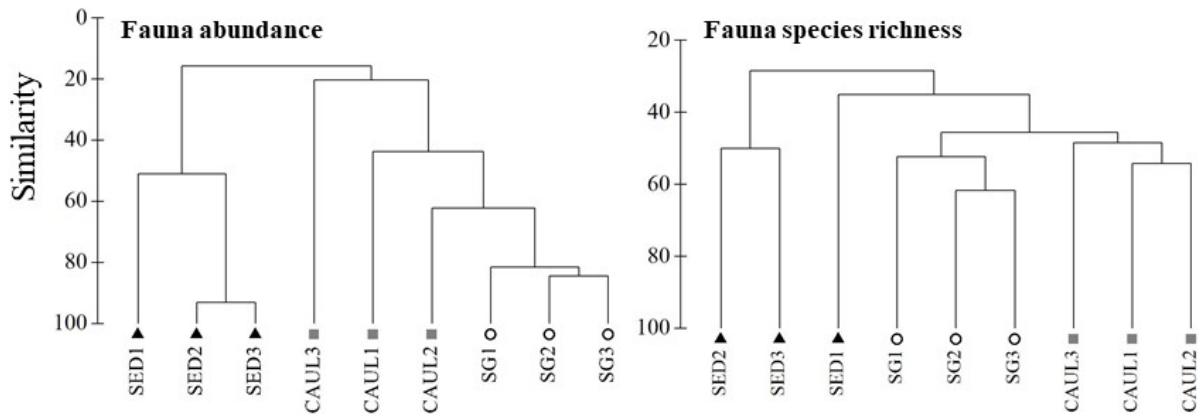 Fauna abundance
Similarity
0
20
40
60
80
100
SED1
SED2
SED3
CAUL3
CAUL1
CAUL2
SG1
SG2
SG3
Fauna species richness
20
40
60
80
100
SED2
SED3
SED1
SG1
SG2
SG3
CAUL3
CAUL1
CAUL2